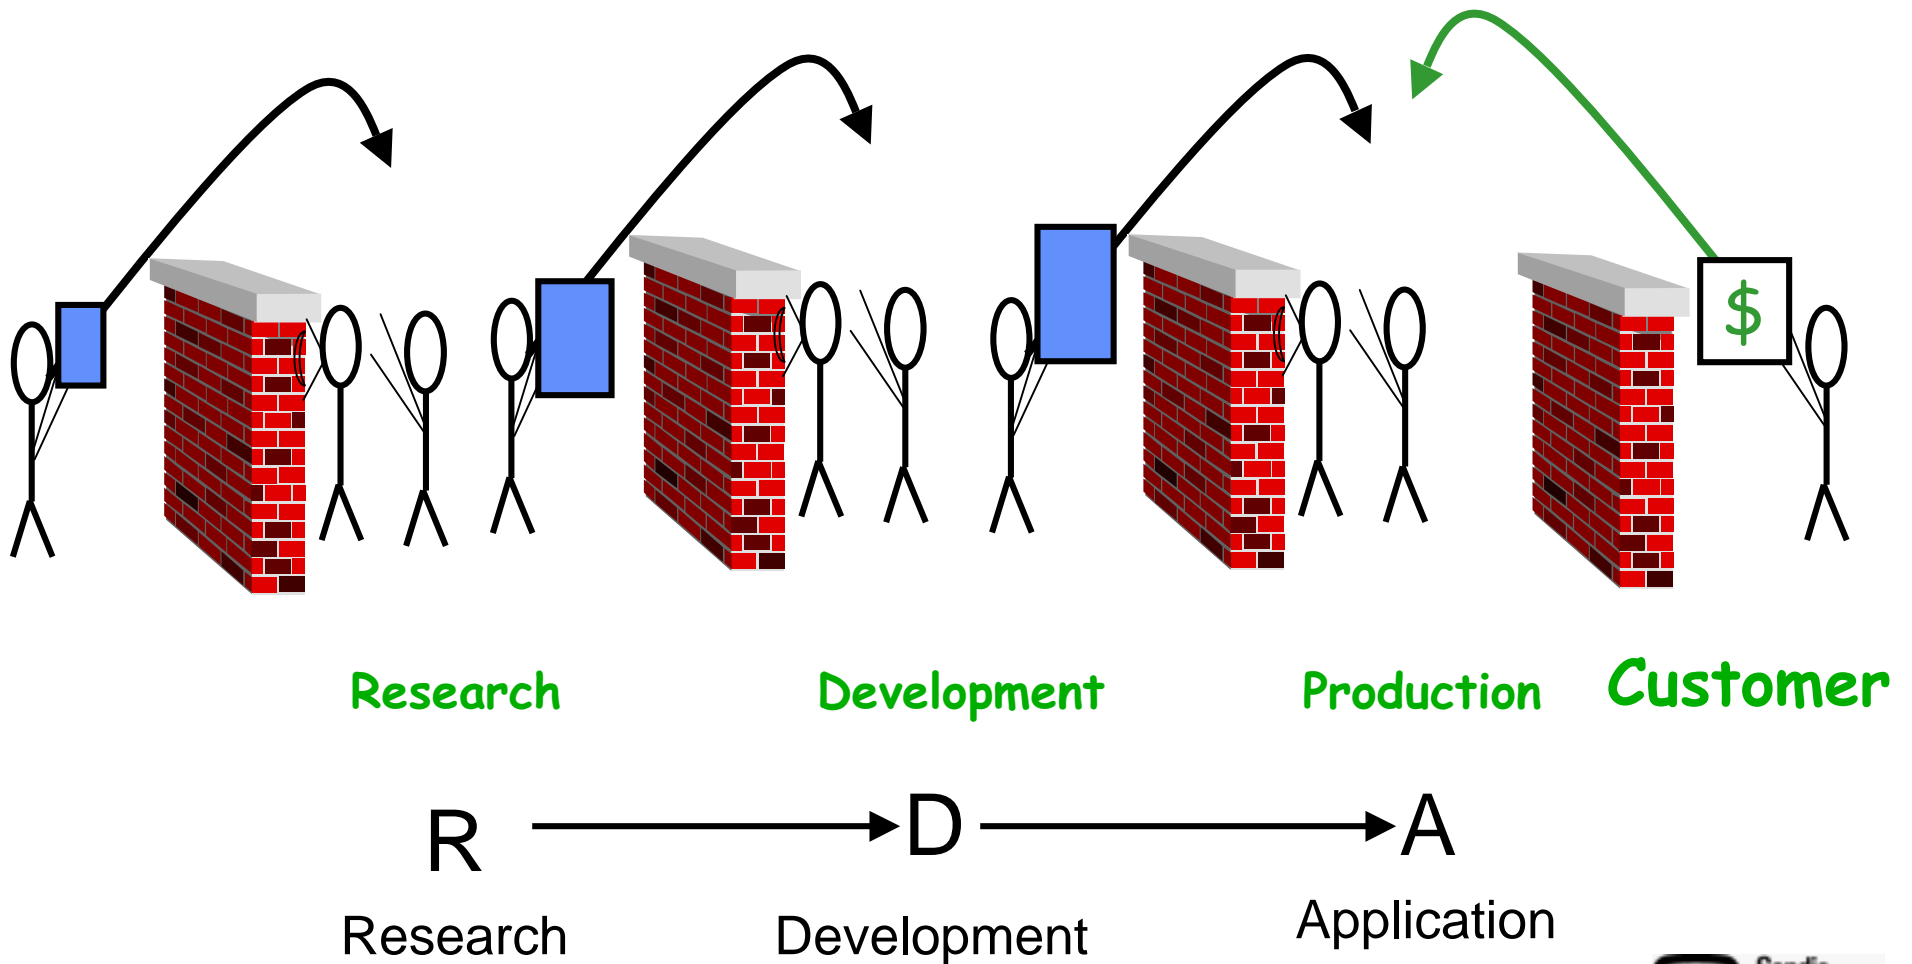 $
Research Development Production Customer
R D A
Research Development Application